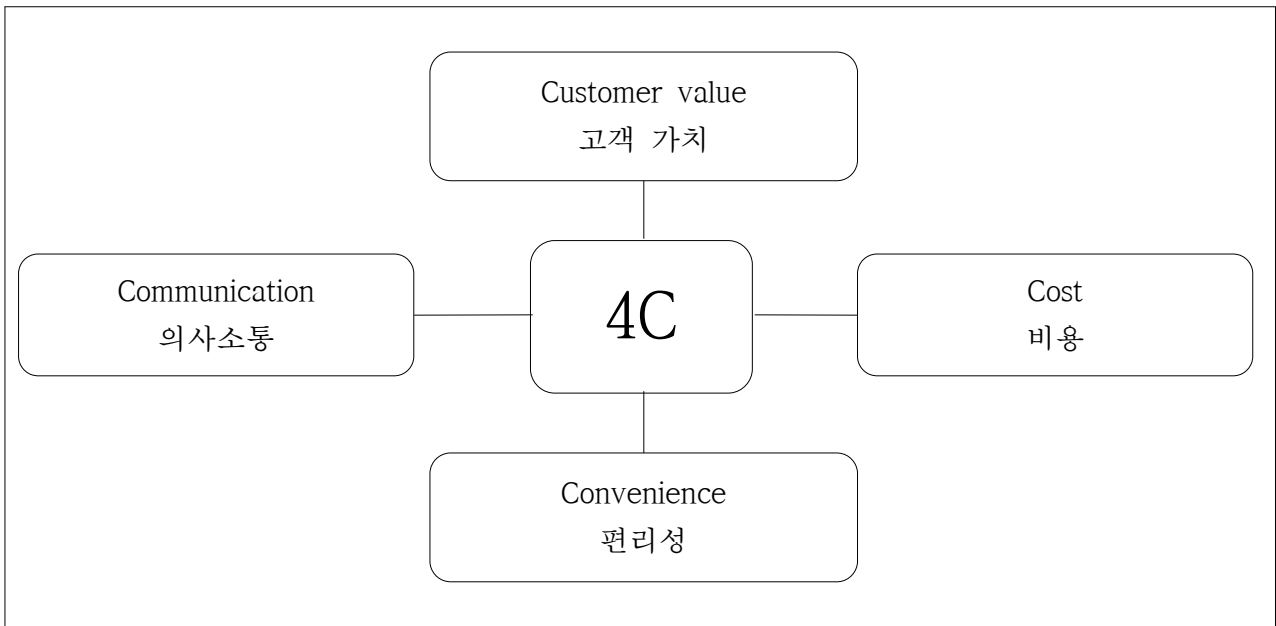 Customer value
고객 가치
Communication
의사소통
4C
Cost
비용
Convenience
편리성